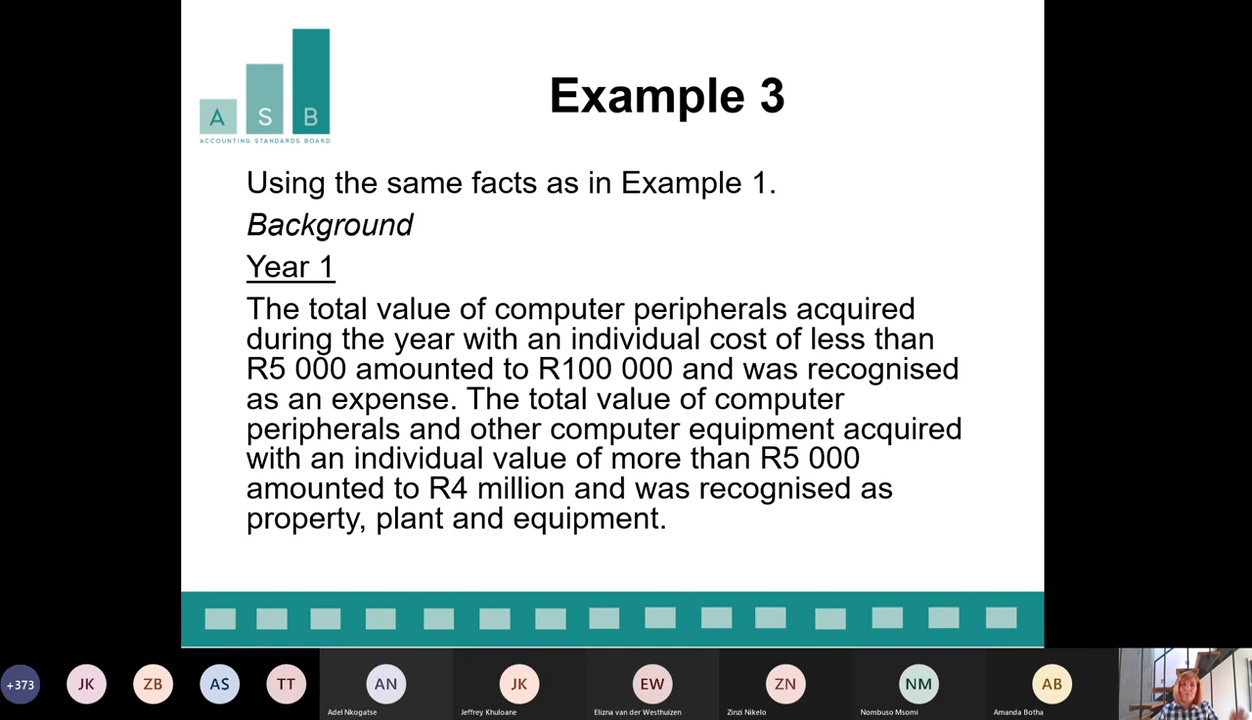 A S B
ACCOUNTING STANDARDS BOARD
Example 3
Using the same facts as in Example 1.
Background
Year 1
The total value of computer peripherals acquired
during the year with an individual cost of less than
R5 000 amounted to R100 000 and was recognised
as an expense. The total value of computer
peripherals and other computer equipment acquired
with an individual value of more than R5 000
amounted to R4 million and was recognised as
property, plant and equipment.
+373 JK ZB AS TT AN JK EW ZN NM AB
Adel Nkogatse Jeffrey Khuloane Elizna van der Westhuizen Zinzi Nikelo Nombuso Msomi Amanda Botha